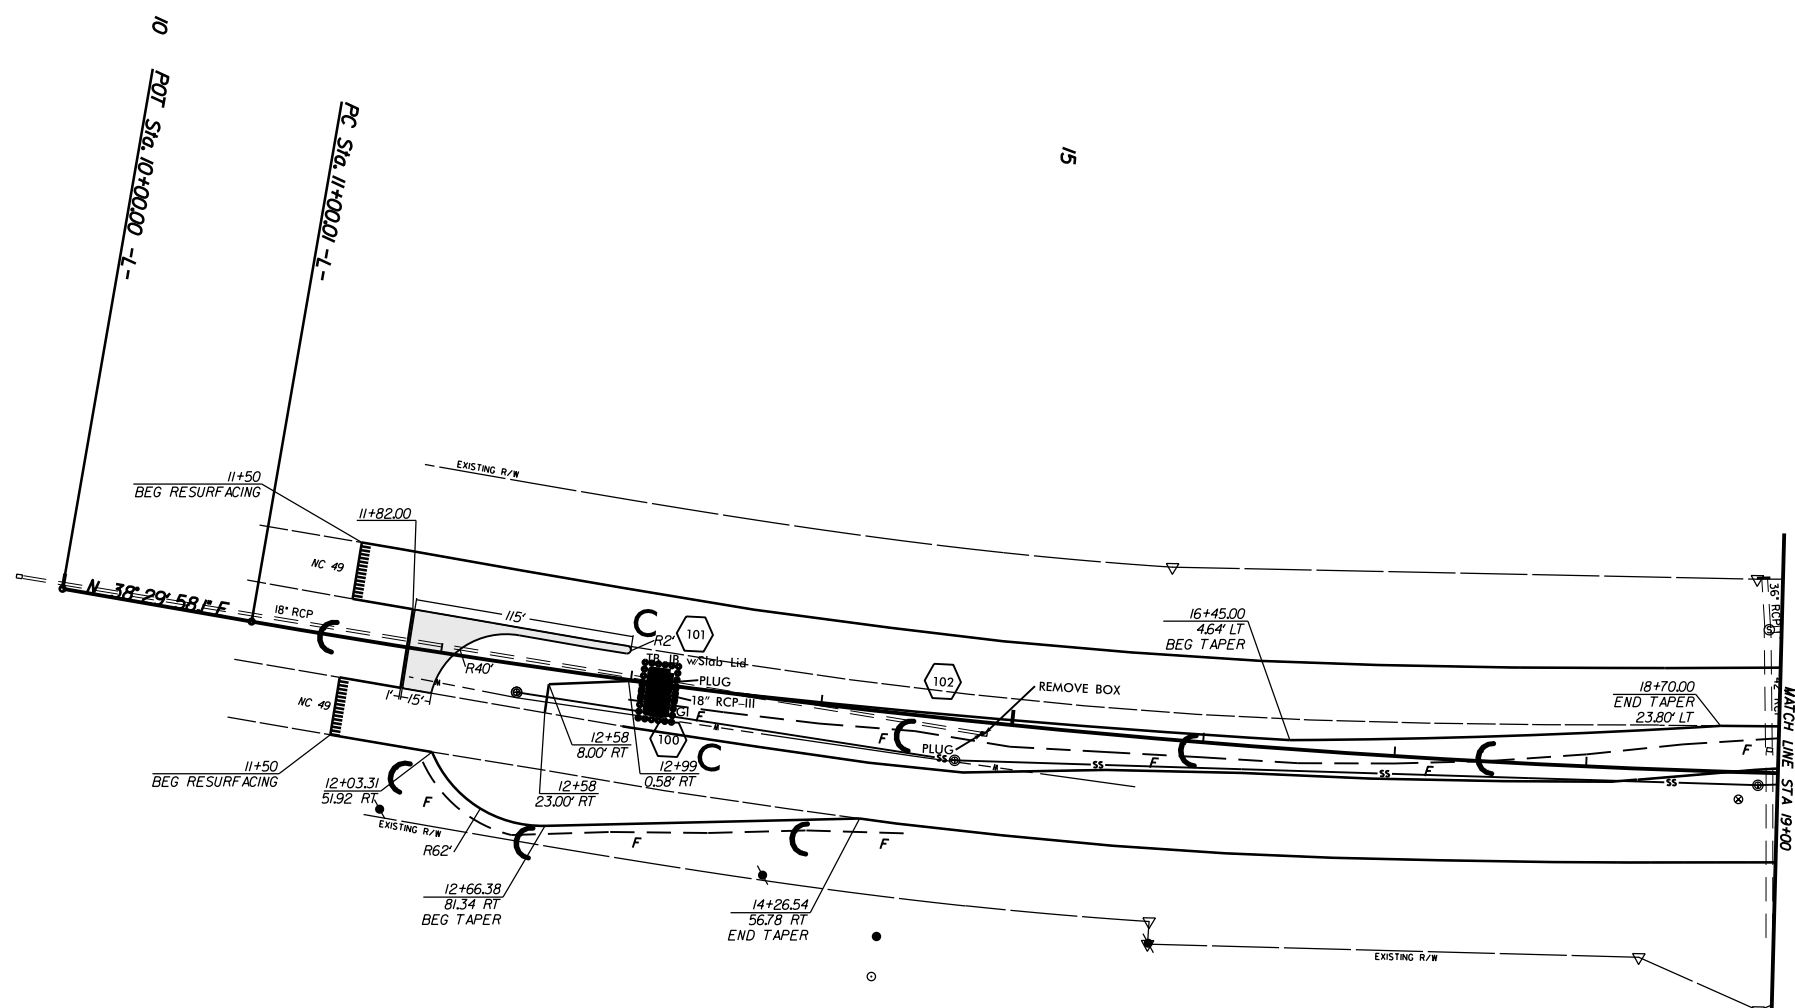 10
POT Sta. 10+00.00 -L-
PC Sta. 11+00.01 -L-
15
EXISTING R/W
11+50
BEG RESURFACING
11+82.00
NC 49
N 38° 29' 58.1" E
18" RCP
C
115'
C
101
R2'
R40'
TB JB w/Slab Lid
PLUG
18" RCP-III
GI
F
100
C
1'
15'
NC 49
12+58
8.00' RT
12+99
0.58' RT
12+58
23.00' RT
102
REMOVE BOX
PLUG
F
C
SS
SS
F
C
SS
F
C
SS
F
16+45.00
4.64' LT
BEG TAPER
18+70.00
END TAPER
23.80' LT
36" RCP
S
MATCH LINE STA 19+00
11+50
BEG RESURFACING
12+03.31
51.92 RT
C
F
EXISTING R/W
R62'
C
F
C
F
12+66.38
81.34 RT
BEG TAPER
14+26.54
56.78 RT
END TAPER
EXISTING R/W